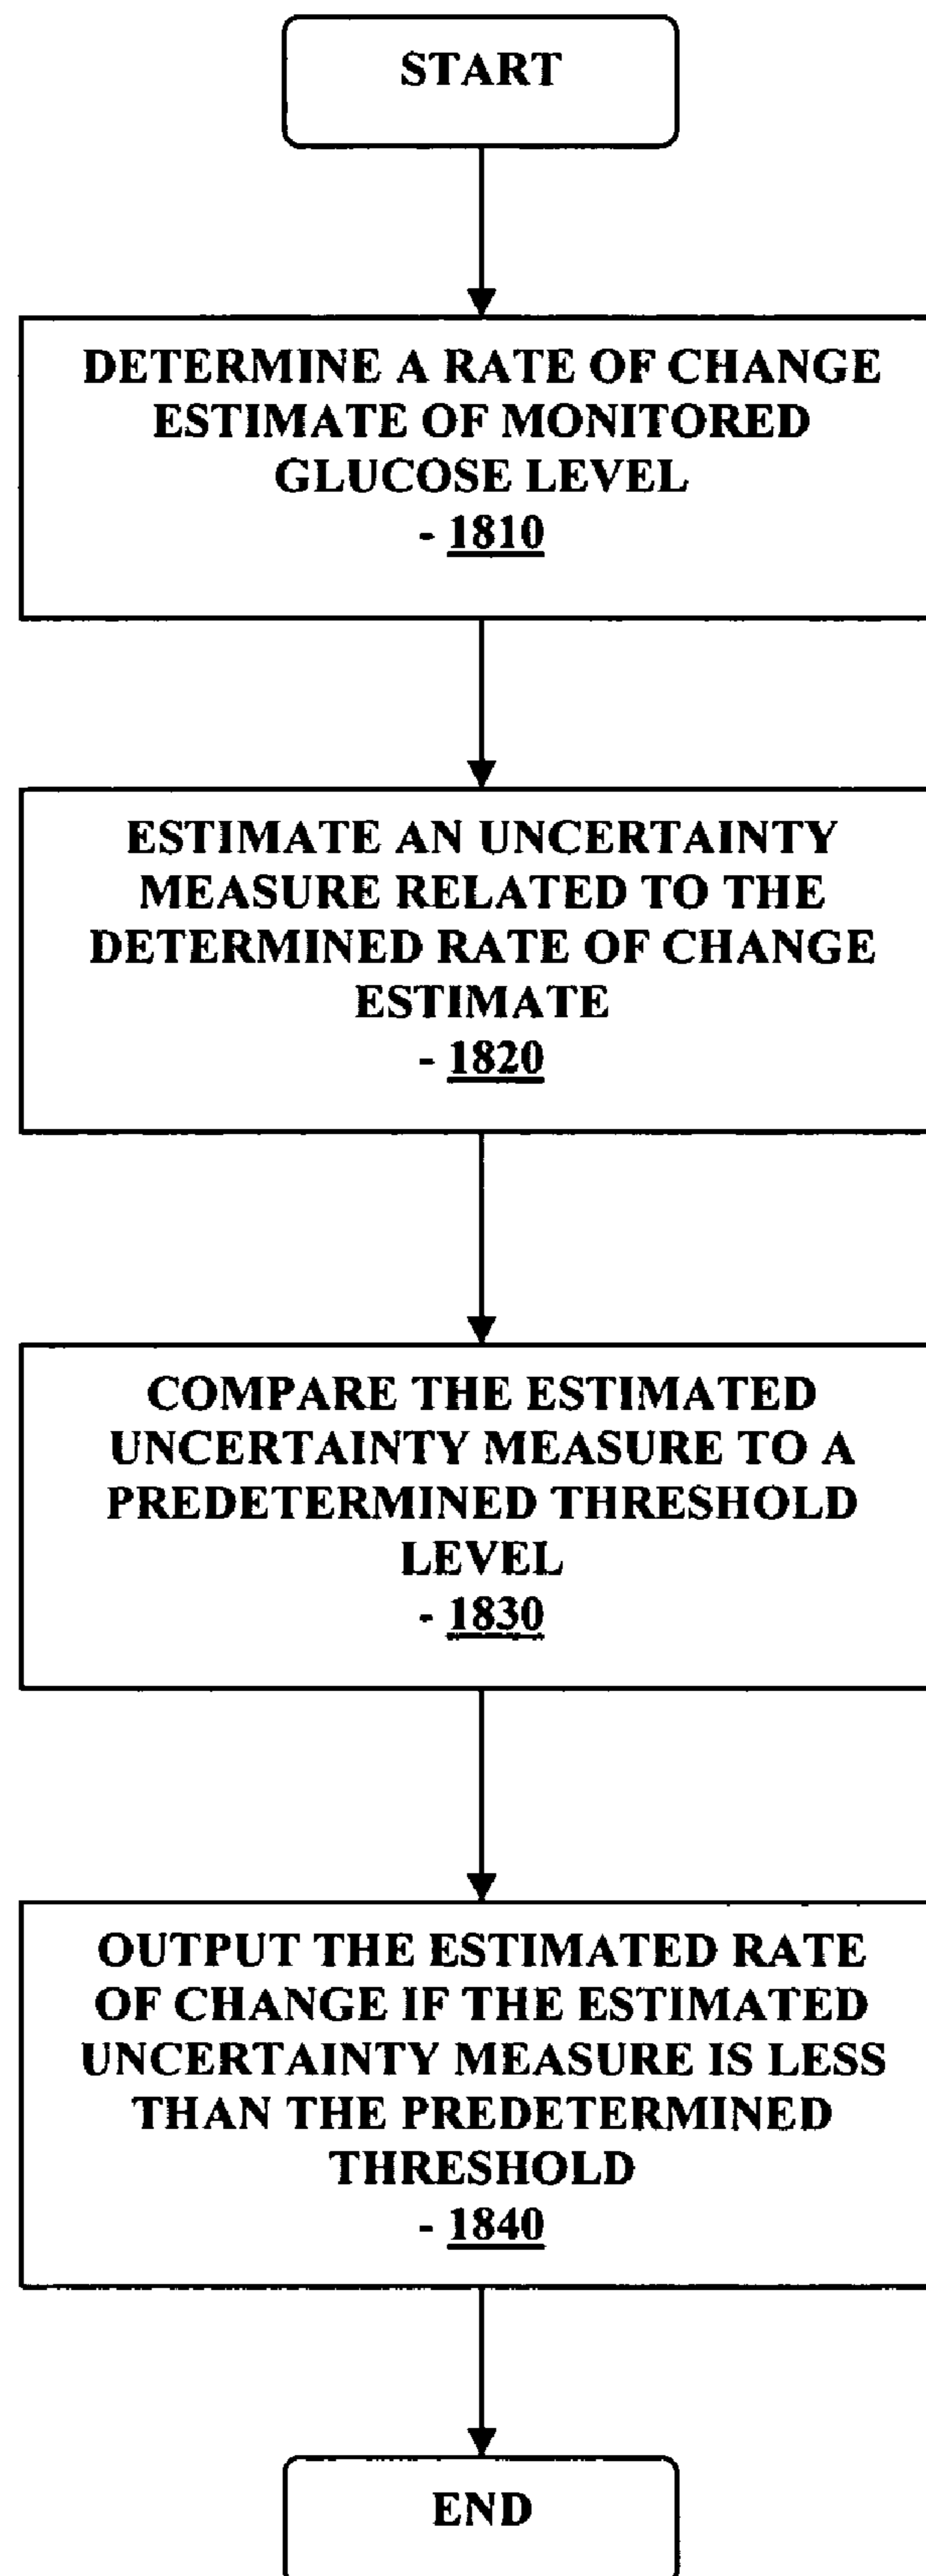 START
DETERMINE A RATE OF CHANGE
ESTIMATE OF MONITORED
GLUCOSE LEVEL
- 1810
ESTIMATE AN UNCERTAINTY
MEASURE RELATED TO THE
DETERMINED RATE OF CHANGE
ESTIMATE
- 1820
COMPARE THE ESTIMATED
UNCERTAINTY MEASURE TO A
PREDETERMINED THRESHOLD
LEVEL
- 1830
OUTPUT THE ESTIMATED RATE
OF CHANGE IF THE ESTIMATED
UNCERTAINTY MEASURE IS LESS
THAN THE PREDETERMINED
THRESHOLD
- 1840
END